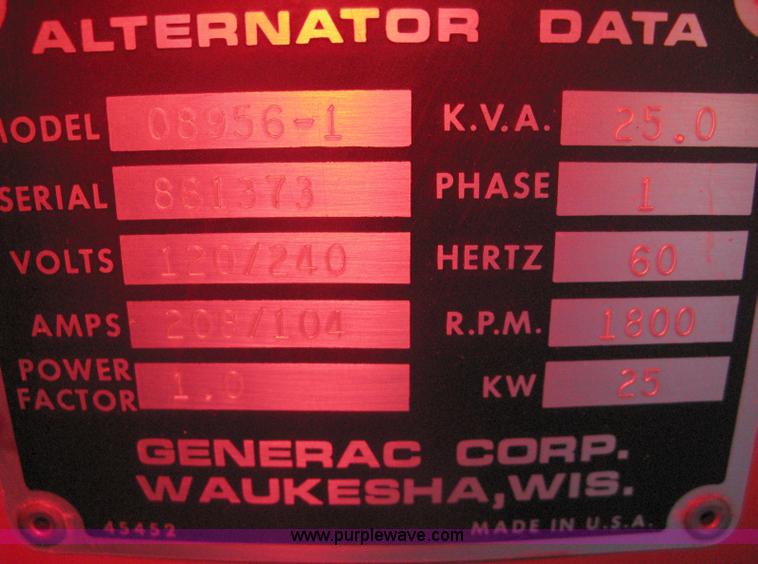 ALTERNATOR DATA
MODEL 08956-1 K.V.A. 25.0
SERIAL 861373 PHASE 1
VOLTS 120/240 HERTZ 60
AMPS 208/104 R.P.M. 1800
POWER FACTOR 1.0 KW 25
GENERAC CORP.
WAUKESHA, WIS.
45452 MADE IN U.S.A.
www.purplewave.com